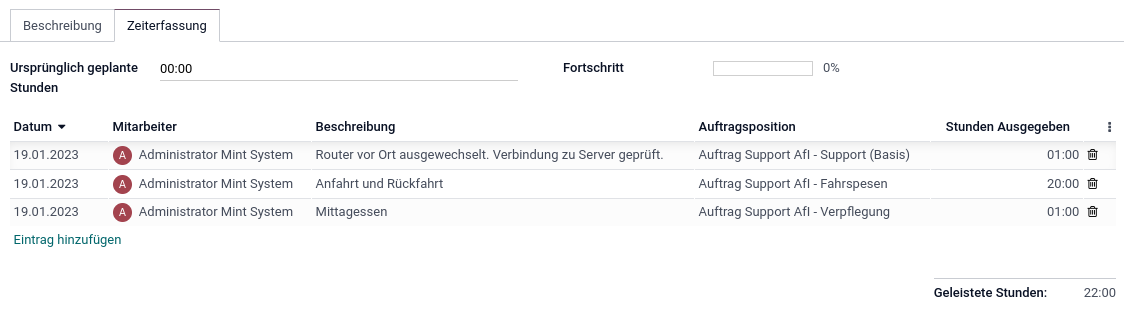 Beschreibung Zeiterfassung
Ursprünglich geplante Stunden 00:00 Fortschritt 0%
Datum Mitarbeiter Beschreibung Auftragsposition Stunden Ausgegeben
19.01.2023 A Administrator Mint System Router vor Ort ausgewechselt. Verbindung zu Server geprüft. Auftrag Support AfI - Support (Basis) 01:00
19.01.2023 A Administrator Mint System Anfahrt und Rückfahrt Auftrag Support AfI - Fahrspesen 20:00
19.01.2023 A Administrator Mint System Mittagessen Auftrag Support AfI - Verpflegung 01:00
Eintrag hinzufügen
Geleistete Stunden: 22:00